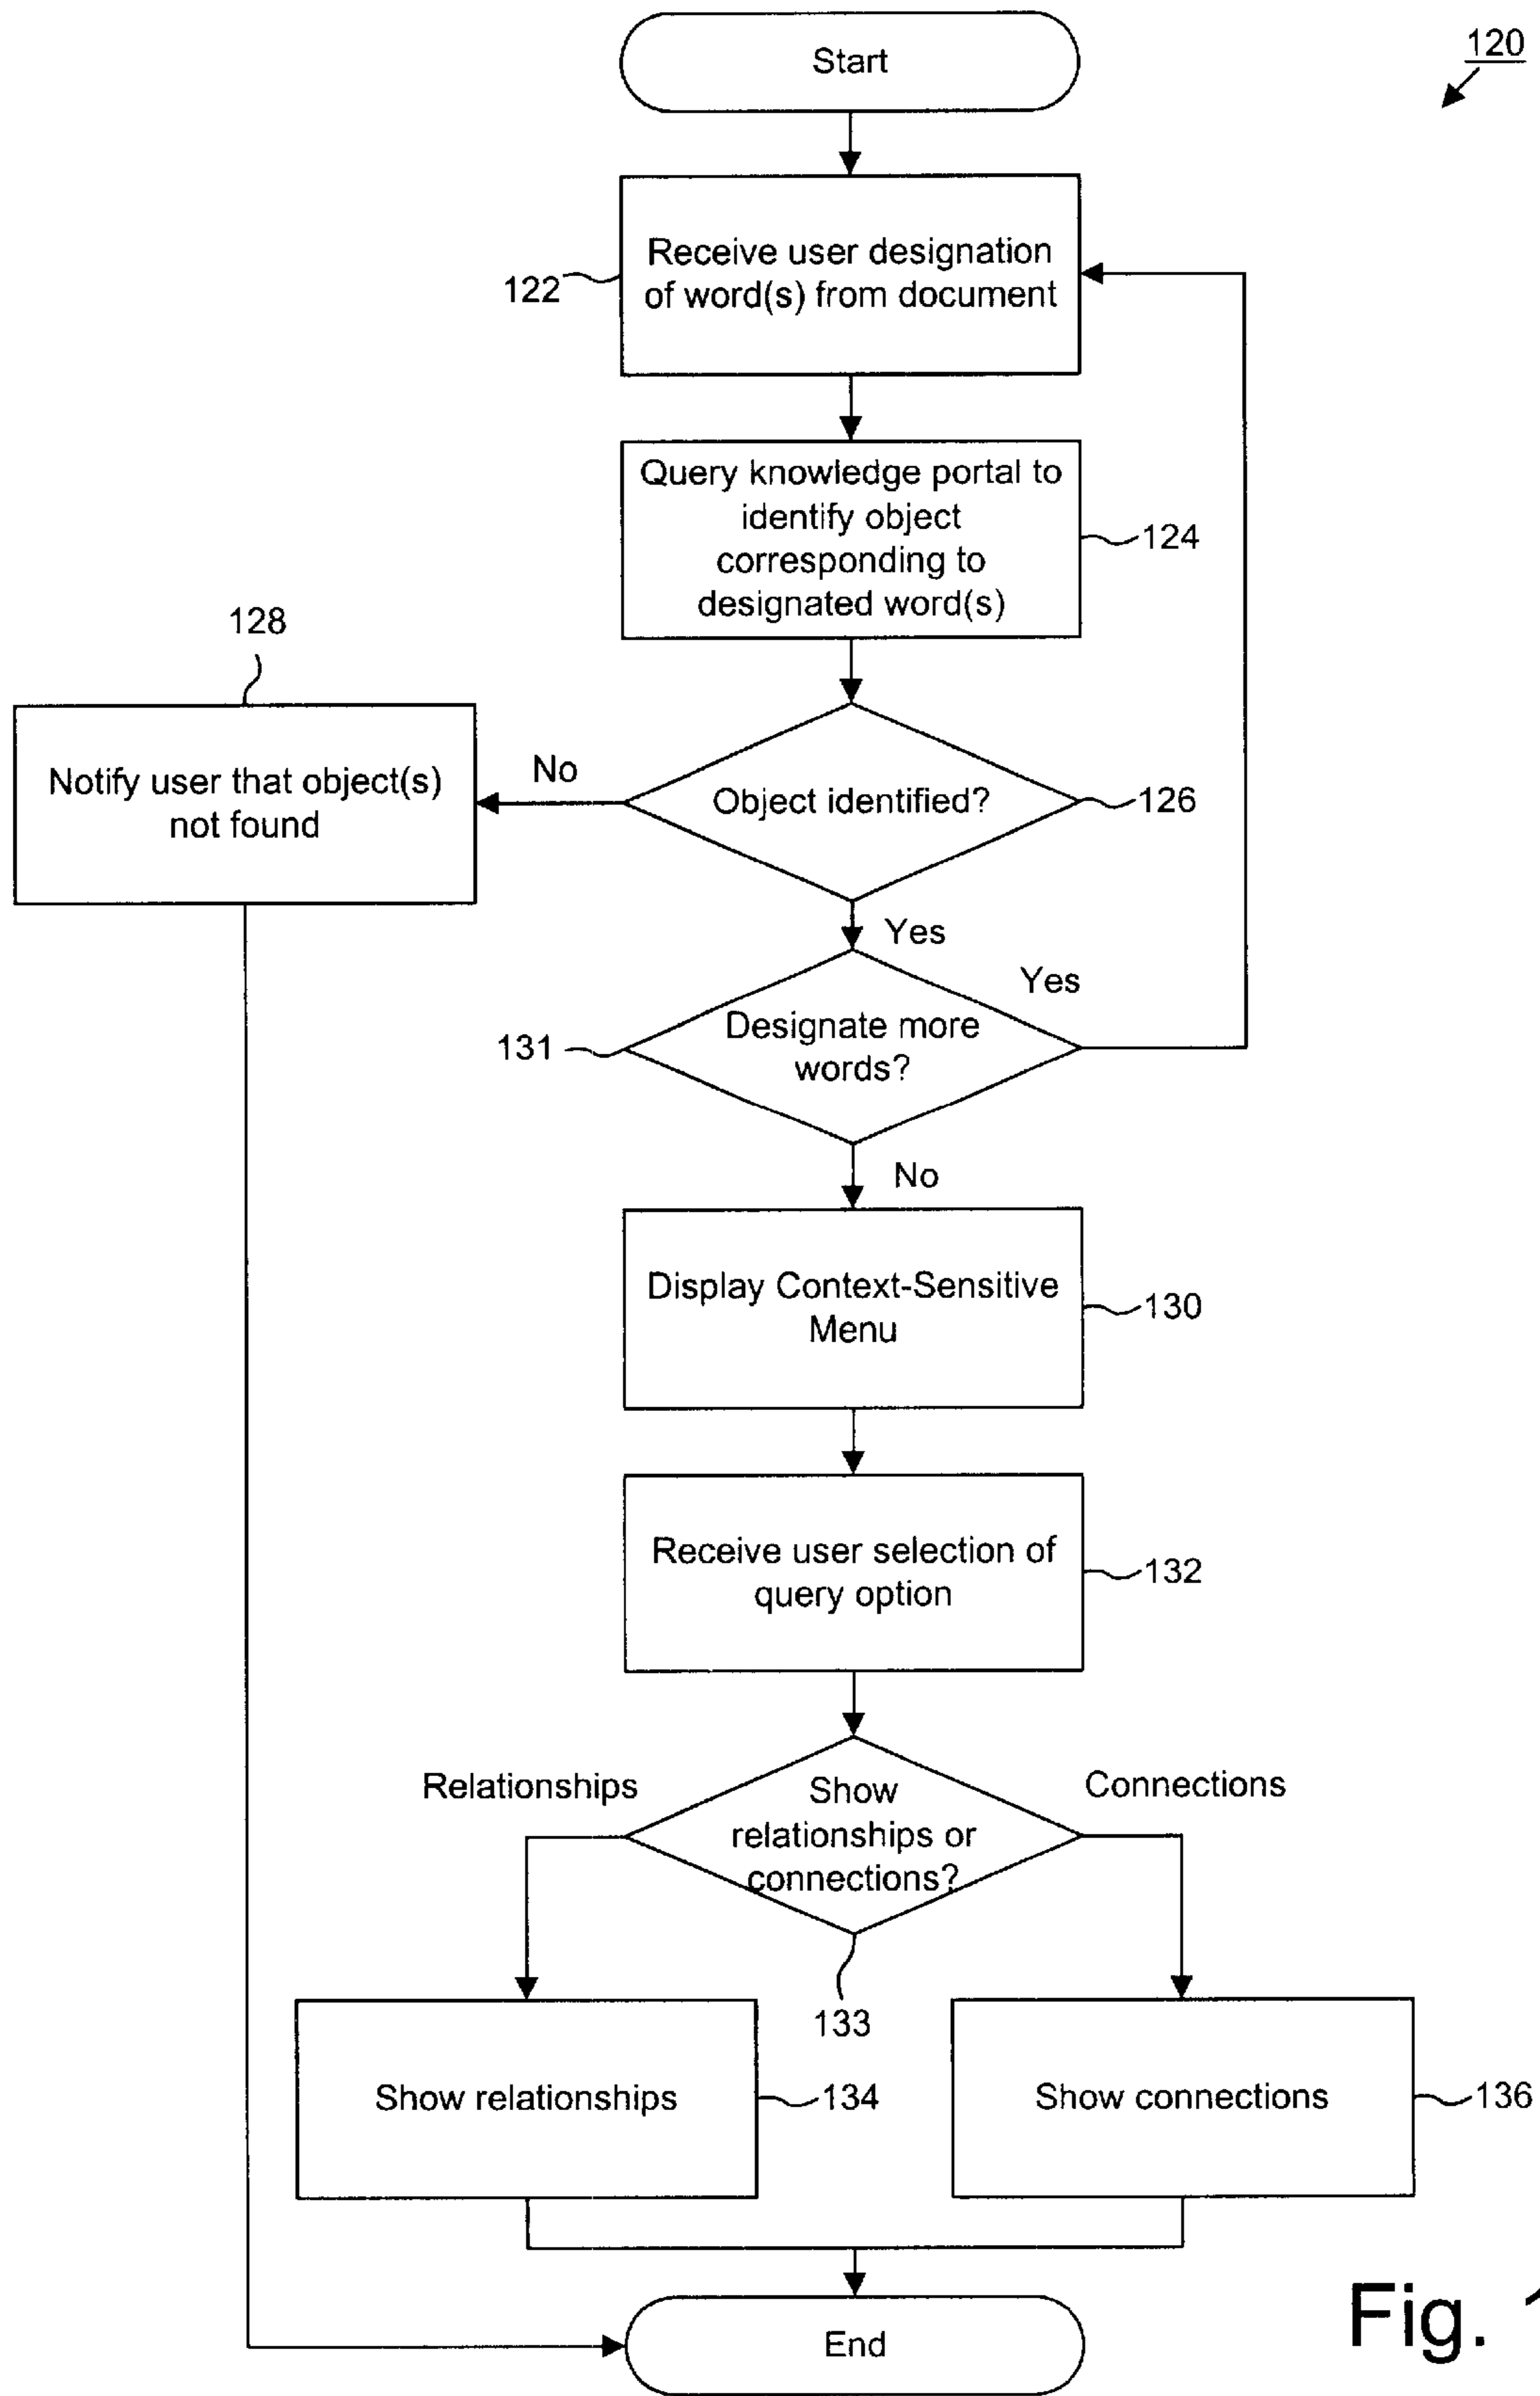 Start
120
Receive user designation
of word(s) from document
122
Query knowledge portal to
identify object
corresponding to
designated word(s)
124
128
Notify user that object(s)
not found
No
Object identified?
126
Yes
Yes
Designate more
words?
131
No
Display Context-Sensitive
Menu
130
Receive user selection of
query option
132
Relationships
Show
relationships or
connections?
Connections
133
Show relationships
134
Show connections
136
End
Fig.